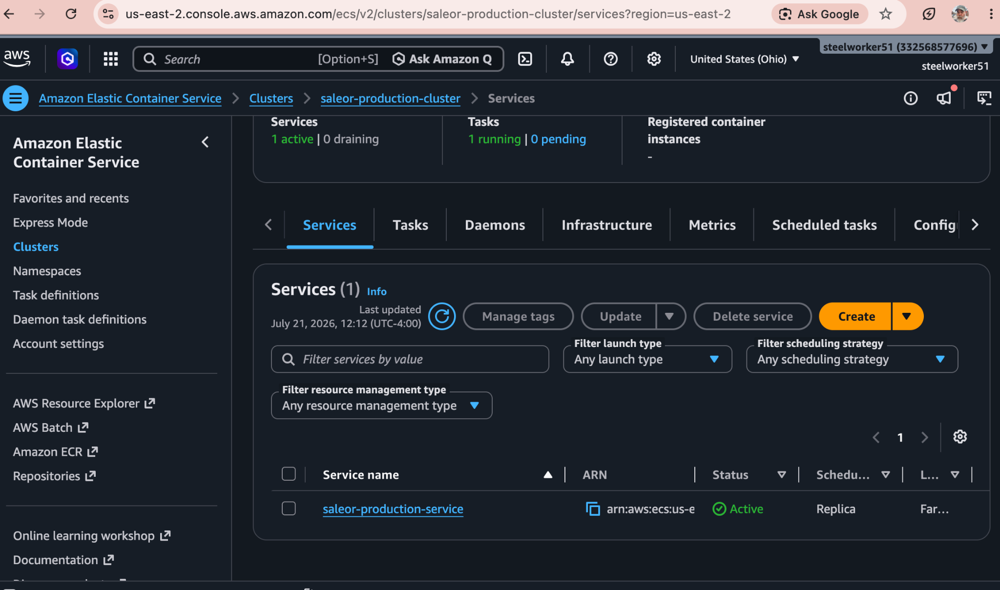 us-east-2.console.aws.amazon.com/ecs/v2/clusters/saleor-production-cluster/services?region=us-east-2
Ask Google
aws
Search
[Option+S]
Ask Amazon Q
United States (Ohio)
steelworker51 (332568577696)
steelworker51
Amazon Elastic Container Service
Clusters
saleor-production-cluster
Services
Amazon Elastic
Container Service
Favorites and recents
Express Mode
Clusters
Namespaces
Task definitions
Daemon task definitions
Account settings
AWS Resource Explorer
AWS Batch
Amazon ECR
Repositories
Online learning workshop
Documentation
Services
1 active | 0 draining
Tasks
1 running | 0 pending
Registered container
instances
-
Services
Tasks
Daemons
Infrastructure
Metrics
Scheduled tasks
Config
Services (1) Info
Last updated
July 21, 2026, 12:12 (UTC-4:00)
Manage tags
Update
Delete service
Create
Filter services by value
Filter launch type
Any launch type
Filter scheduling strategy
Any scheduling strategy
Filter resource management type
Any resource management type
1
Service name
ARN
Status
Schedu...
L...
saleor-production-service
arn:aws:ecs:us-e
Active
Replica
Far...